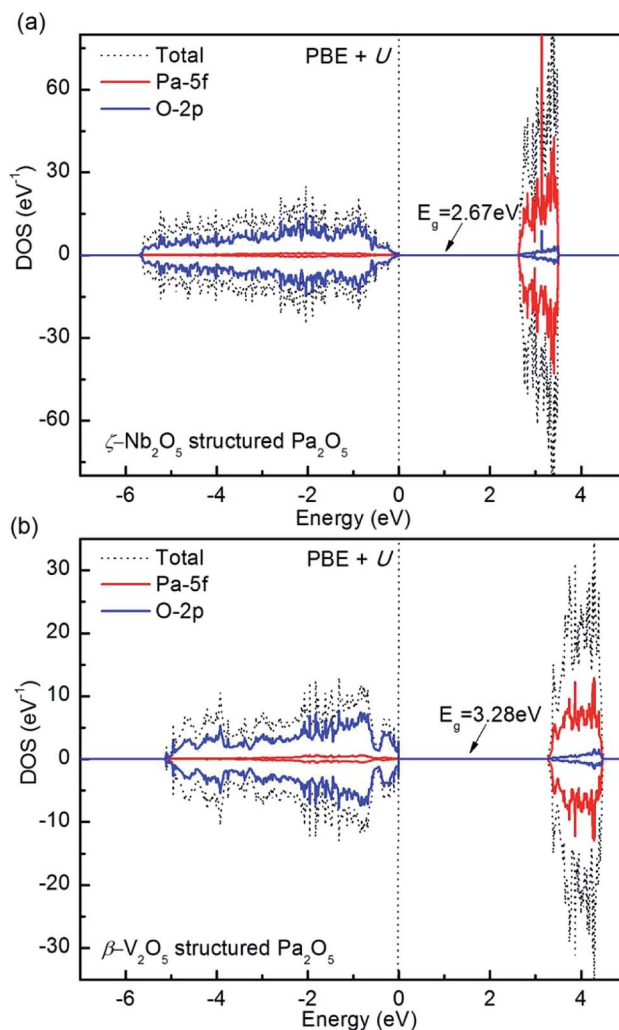 (a)
Total
PBE + U
Pa-5f
O-2p
60
30
0
-30
-60
DOS (eV⁻¹)
E_g=2.67eV
ζ–Nb₂O₅ structured Pa₂O₅
-6 -4 -2 0 2 4
Energy (eV)
(b)
Total
PBE + U
Pa-5f
O-2p
30
20
10
0
-10
-20
-30
DOS (eV⁻¹)
E_g=3.28eV
β–V₂O₅ structured Pa₂O₅
-6 -4 -2 0 2 4
Energy (eV)